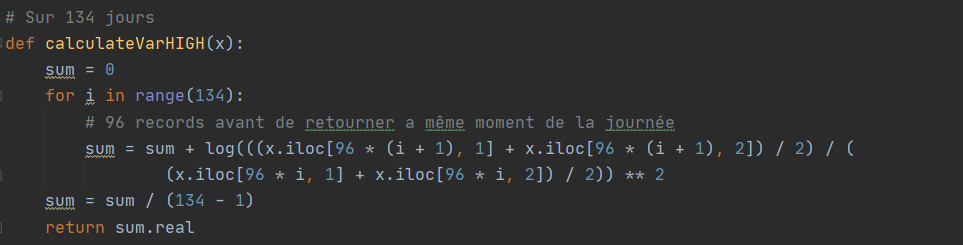 # Sur 134 jours
def calculateVarHIGH(x):
    sum = 0
    for i in range(134):
        # 96 records avant de retourner a même moment de la journée
        sum = sum + log(((x.iloc[96 * (i + 1), 1] + x.iloc[96 * (i + 1), 2]) / 2) / (
                (x.iloc[96 * i, 1] + x.iloc[96 * i, 2]) / 2)) ** 2
    sum = sum / (134 - 1)
    return sum.real